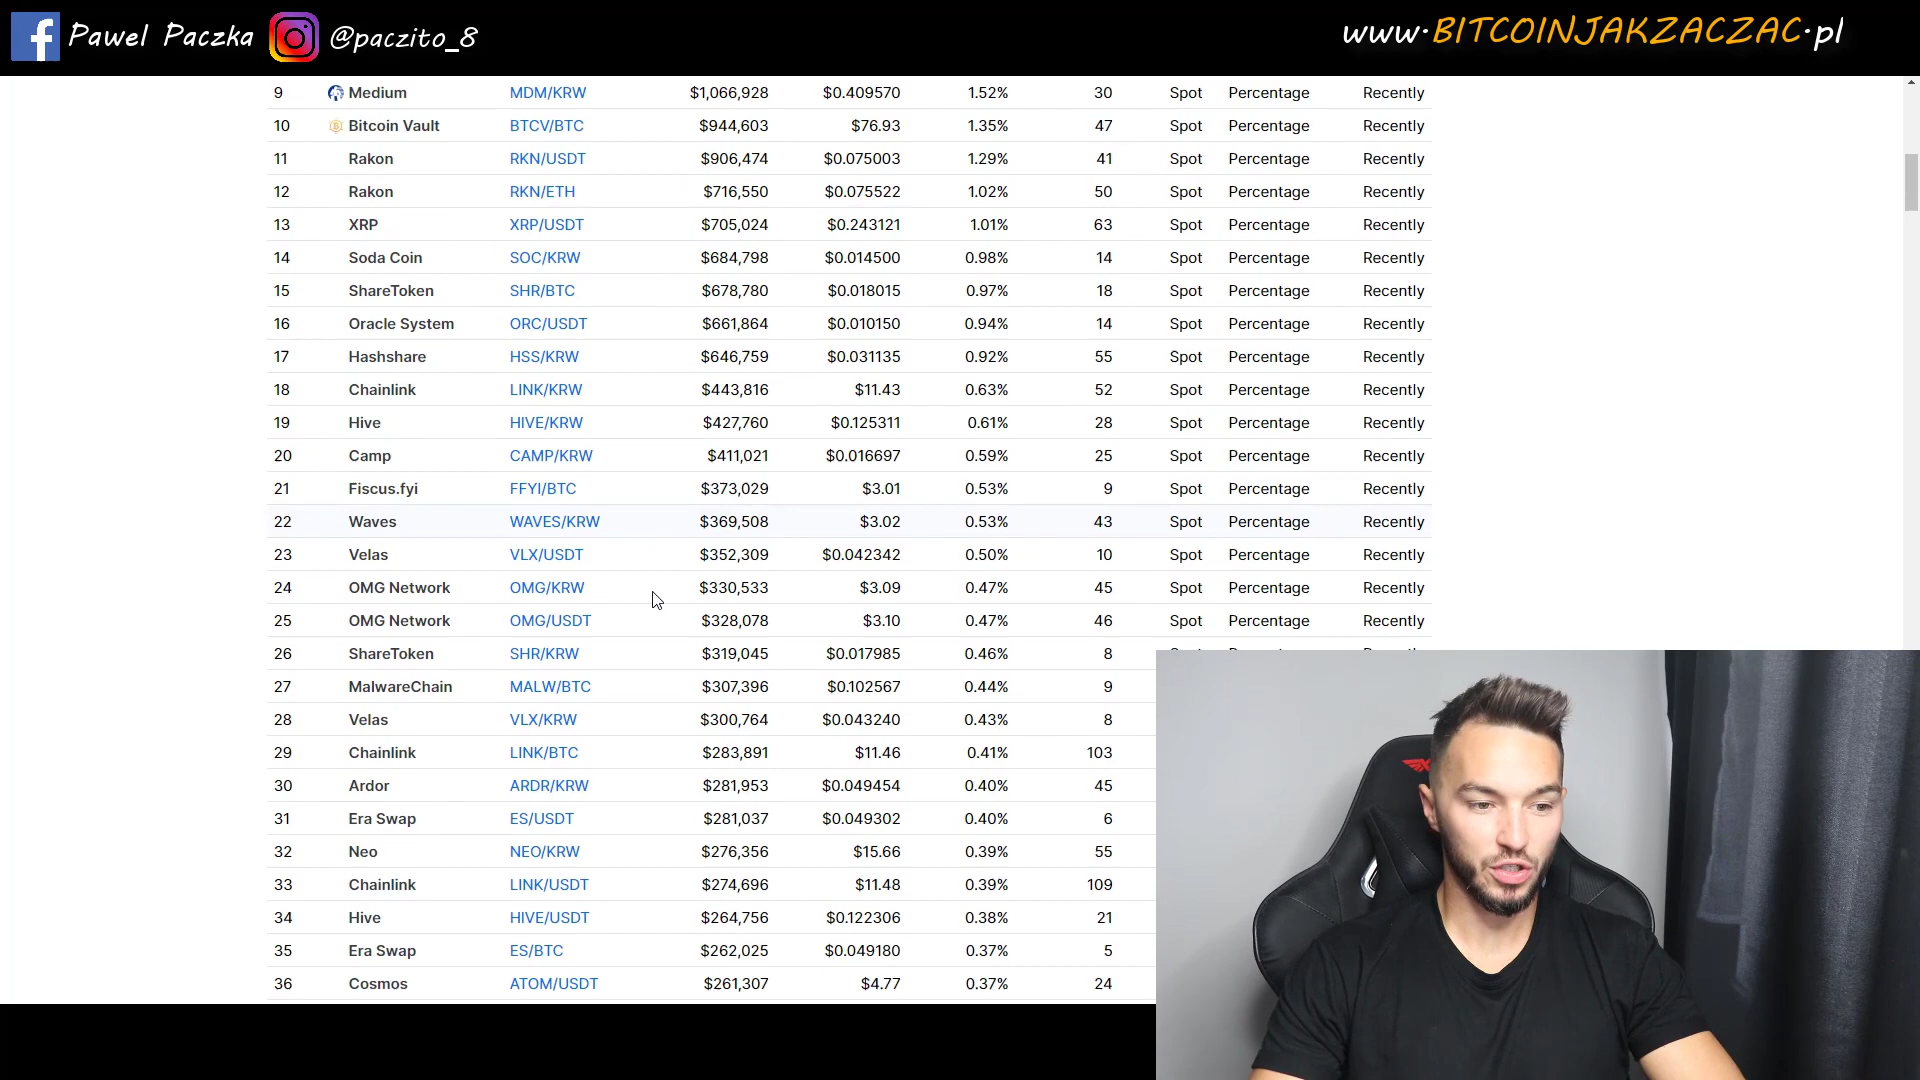 Pawel Paczka @paczito_8 www.BITCOINJAKZACZAC.pl
9 Medium MDM/KRW $1,066,928 $0.409570 1.52% 30 Spot Percentage Recently
10 Bitcoin Vault BTCV/BTC $944,603 $76.93 1.35% 47 Spot Percentage Recently
11 Rakon RKN/USDT $906,474 $0.075003 1.29% 41 Spot Percentage Recently
12 Rakon RKN/ETH $716,550 $0.075522 1.02% 50 Spot Percentage Recently
13 XRP XRP/USDT $705,024 $0.243121 1.01% 63 Spot Percentage Recently
14 Soda Coin SOC/KRW $684,798 $0.014500 0.98% 14 Spot Percentage Recently
15 ShareToken SHR/BTC $678,780 $0.018015 0.97% 18 Spot Percentage Recently
16 Oracle System ORC/USDT $661,864 $0.010150 0.94% 14 Spot Percentage Recently
17 Hashshare HSS/KRW $646,759 $0.031135 0.92% 55 Spot Percentage Recently
18 Chainlink LINK/KRW $443,816 $11.43 0.63% 52 Spot Percentage Recently
19 Hive HIVE/KRW $427,760 $0.125311 0.61% 28 Spot Percentage Recently
20 Camp CAMP/KRW $411,021 $0.016697 0.59% 25 Spot Percentage Recently
21 Fiscus.fyi FFYI/BTC $373,029 $3.01 0.53% 9 Spot Percentage Recently
22 Waves WAVES/KRW $369,508 $3.02 0.53% 43 Spot Percentage Recently
23 Velas VLX/USDT $352,309 $0.042342 0.50% 10 Spot Percentage Recently
24 OMG Network OMG/KRW $330,533 $3.09 0.47% 45 Spot Percentage Recently
25 OMG Network OMG/USDT $328,078 $3.10 0.47% 46 Spot Percentage Recently
26 ShareToken SHR/KRW $319,045 $0.017985 0.46% 8
27 MalwareChain MALW/BTC $307,396 $0.102567 0.44% 9
28 Velas VLX/KRW $300,764 $0.043240 0.43% 8
29 Chainlink LINK/BTC $283,891 $11.46 0.41% 103
30 Ardor ARDR/KRW $281,953 $0.049454 0.40% 45
31 Era Swap ES/USDT $281,037 $0.049302 0.40% 6
32 Neo NEO/KRW $276,356 $15.66 0.39% 55
33 Chainlink LINK/USDT $274,696 $11.48 0.39% 109
34 Hive HIVE/USDT $264,756 $0.122306 0.38% 21
35 Era Swap ES/BTC $262,025 $0.049180 0.37% 5
36 Cosmos ATOM/USDT $261,307 $4.77 0.37% 24